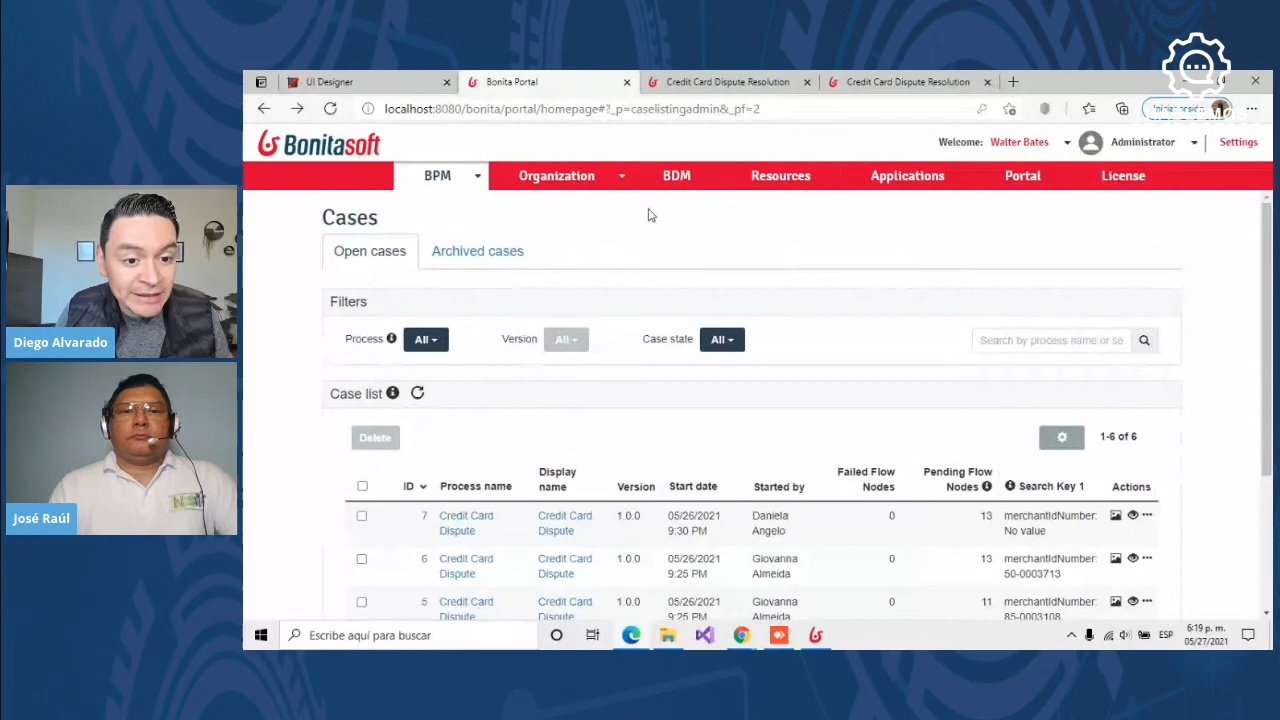 UI Designer
Bonita Portal
Credit Card Dispute Resolution
Credit Card Dispute Resolution
localhost:8080/bonita/portal/homepage#?_p=caselistingadmin&_pf=2
Bonitasoft
Welcome: Walter Bates
Administrator
Settings
BPM
Organization
BDM
Resources
Applications
Portal
License
Cases
Open cases
Archived cases
Filters
Process All
Version All
Case state All
Search by process name or se
Case list
Delete
1-6 of 6
ID Process name Display name Version Start date Started by Failed Flow Nodes Pending Flow Nodes Search Key 1 Actions
7 Credit Card Dispute Credit Card Dispute 1.0.0 05/26/2021 9:30 PM Daniela Angelo 0 13 merchantIdNumber: No value
6 Credit Card Dispute Credit Card Dispute 1.0.0 05/26/2021 9:25 PM Giovanna Almeida 0 13 merchantIdNumber: 50-0003713
5 Credit Card Dispute Credit Card Dispute 1.0.0 05/26/2021 9:25 PM Giovanna Almeida 0 11 merchantIdNumber: 85-0003108
Diego Alvarado
José Raúl
Escribe aquí para buscar
ESP
6:19 p. m.
05/27/2021